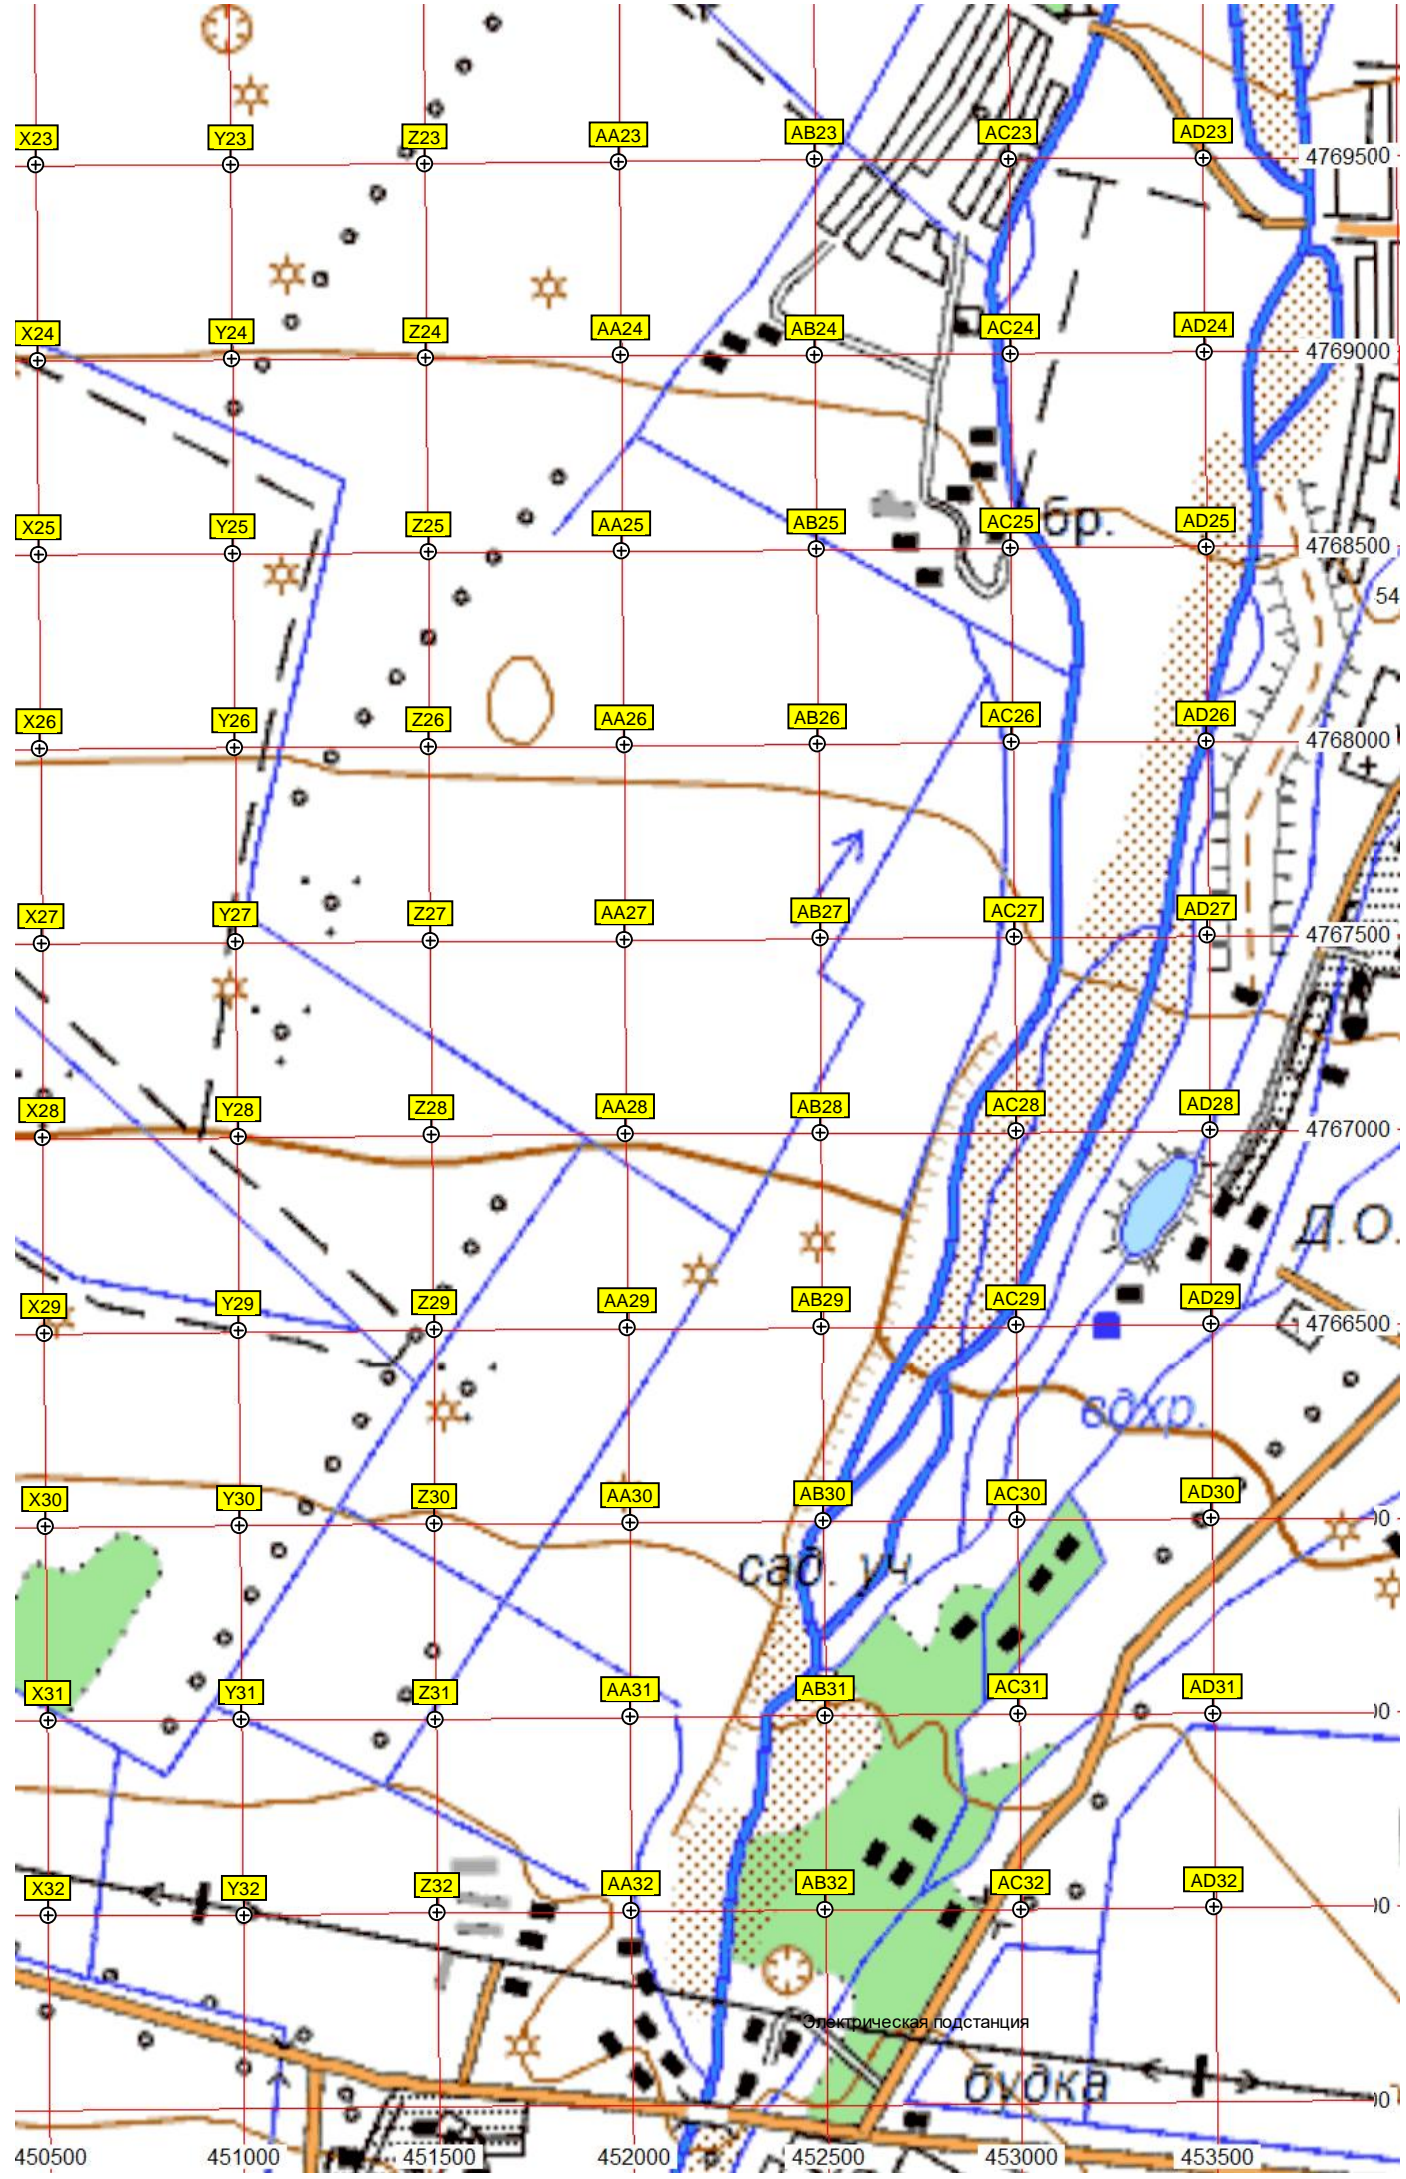 X23 Y23 Z23 AA23 AB23 AC23 AD23
4769500
X24 Y24 Z24 AA24 AB24 AC24 AD24
4769000
X25 Y25 Z25 AA25 AB25 AC25 бр. AD25
4768500
54
X26 Y26 Z26 AA26 AB26 AC26 AD26
4768000
X27 Y27 Z27 AA27 AB27 AC27 AD27
4767500
X28 Y28 Z28 AA28 AB28 AC28 AD28
4767000
Д.О.
X29 Y29 Z29 AA29 AB29 AC29 AD29
4766500
вдхр.
X30 Y30 Z30 AA30 AB30 AC30 AD30
00
сад. уч.
X31 Y31 Z31 AA31 AB31 AC31 AD31
00
X32 Y32 Z32 AA32 AB32 AC32 AD32
00
Электрическая подстанция
будка
00
450500 451000 451500 452000 452500 453000 453500